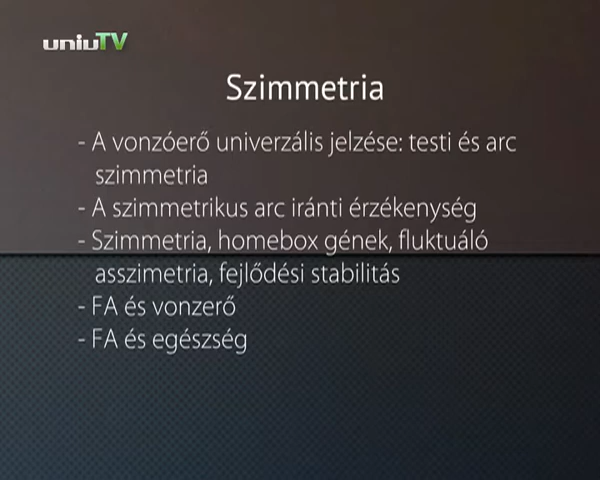 uniuTV
Szimmetria
- A vonzóerő univerzális jelzése: testi és arc
szimmetria
- A szimmetrikus arc iránti érzékenység
- Szimmetria, homebox gének, fluktuáló
asszimetria, fejlődési stabilitás
- FA és vonzerő
- FA és egészség